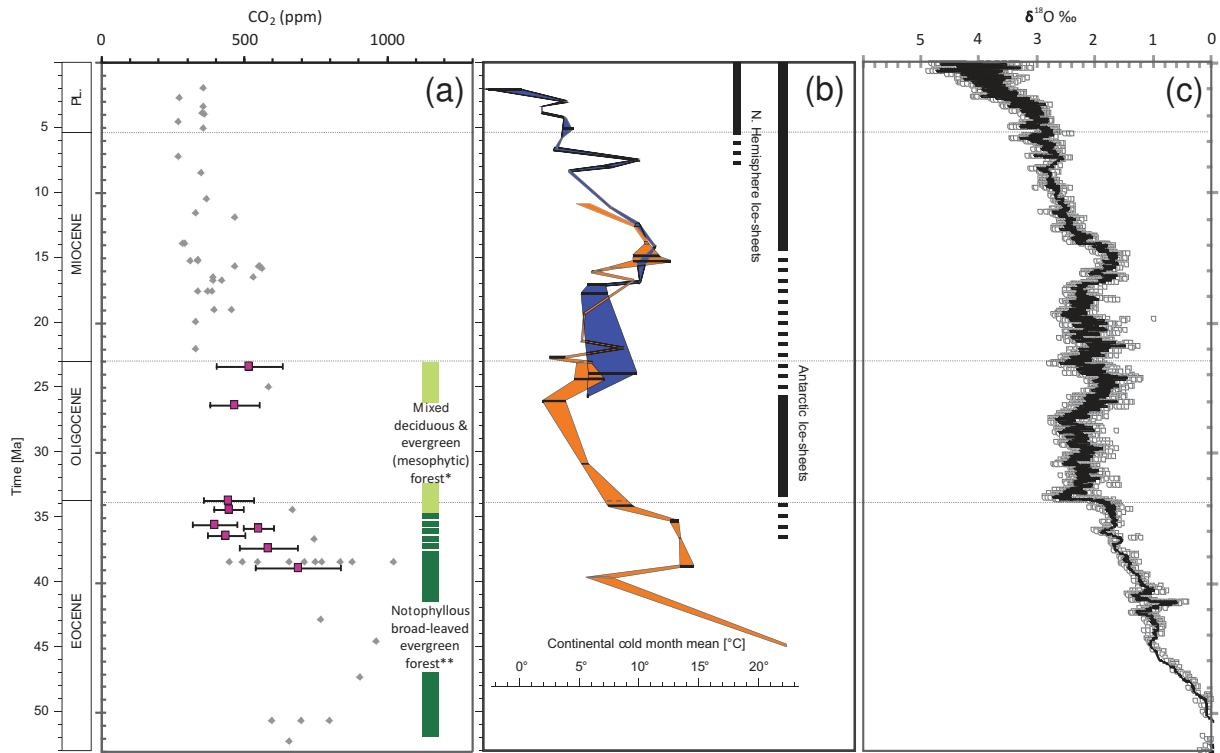 CO₂ (ppm)
0 500 1000
δ¹⁸O ‰
5 4 3 2 1 0
(a)
(b)
(c)
PL.
MIOCENE
OLIGOCENE
EOCENE
Time [Ma]
5
10
15
20
25
30
35
40
45
50
Mixed
deciduous &
evergreen
(mesophytic)
forest*
Notophyllous
broad-leaved
evergreen
forest**
N. Hemisphere Ice-sheets
Antarctic Ice-sheets
Continental cold month mean [°C]
0° 5° 10° 15° 20°